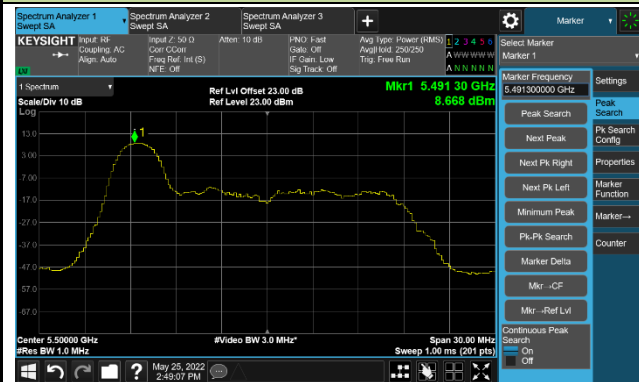 Spectrum Analyzer 1
Swept SA
Spectrum Analyzer 2
Swept SA
Spectrum Analyzer 3
Swept SA
Marker
KEYSIGHT
Input: RF
Coupling: AC
Align: Auto
Input Z: 50 Ω
Corr CCorr
Freq Ref: Int (S)
NFE: Off
Atten: 10 dB
PNO: Fast
Gate: Off
IF Gain: Low
Sig Track: Off
Avg Type: Power (RMS)
Avg|Hold: 250/250
Trig: Free Run
1 2 3 4 5 6
A W W W W W
A N N N N N
LXI
1 Spectrum
Scale/Div 10 dB
Log
Ref Lvl Offset 23.00 dB
Ref Level 23.00 dBm
Mkr1 5.491 30 GHz
8.668 dBm
1
13.0
3.00
-7.00
-17.0
-27.0
-37.0
-47.0
-57.0
-67.0
Center 5.50000 GHz
#Res BW 1.0 MHz
#Video BW 3.0 MHz*
Span 30.00 MHz
Sweep 1.00 ms (201 pts)
Select Marker
Marker 1
Marker Frequency
5.491300000 GHz
Peak Search
Next Peak
Next Pk Right
Next Pk Left
Minimum Peak
Pk-Pk Search
Marker Delta
Mkr→CF
Mkr→Ref Lvl
Continuous Peak
Search
On
Off
Settings
Peak
Search
Pk Search
Config
Properties
Marker
Function
Marker→
Counter
May 25, 2022
2:49:07 PM